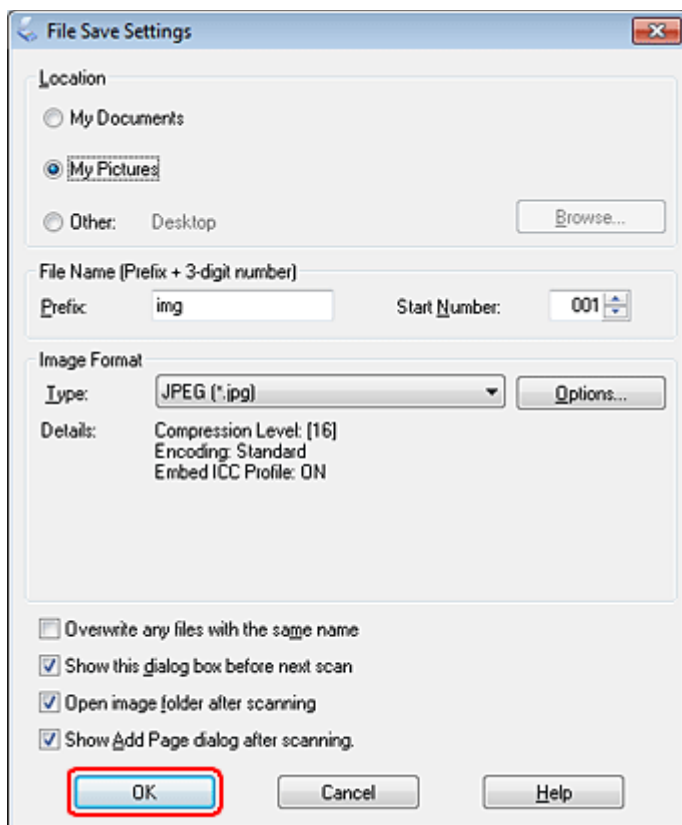 File Save Settings
Location
My Documents
My Pictures
Other: Desktop Browse...
File Name (Prefix + 3-digit number)
Prefix: img Start Number: 001
Image Format
Type: JPEG (*.jpg) Options...
Details: Compression Level: [16]
Encoding: Standard
Embed ICC Profile: ON
Overwrite any files with the same name
Show this dialog box before next scan
Open image folder after scanning
Show Add Page dialog after scanning.
OK Cancel Help